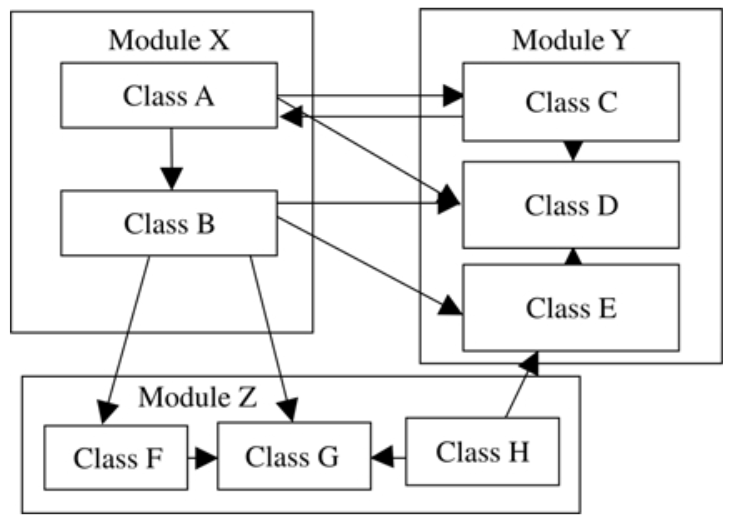 Module X
Class A
Class B
Module Y
Class C
Class D
Class E
Module Z
Class F
Class G
Class H